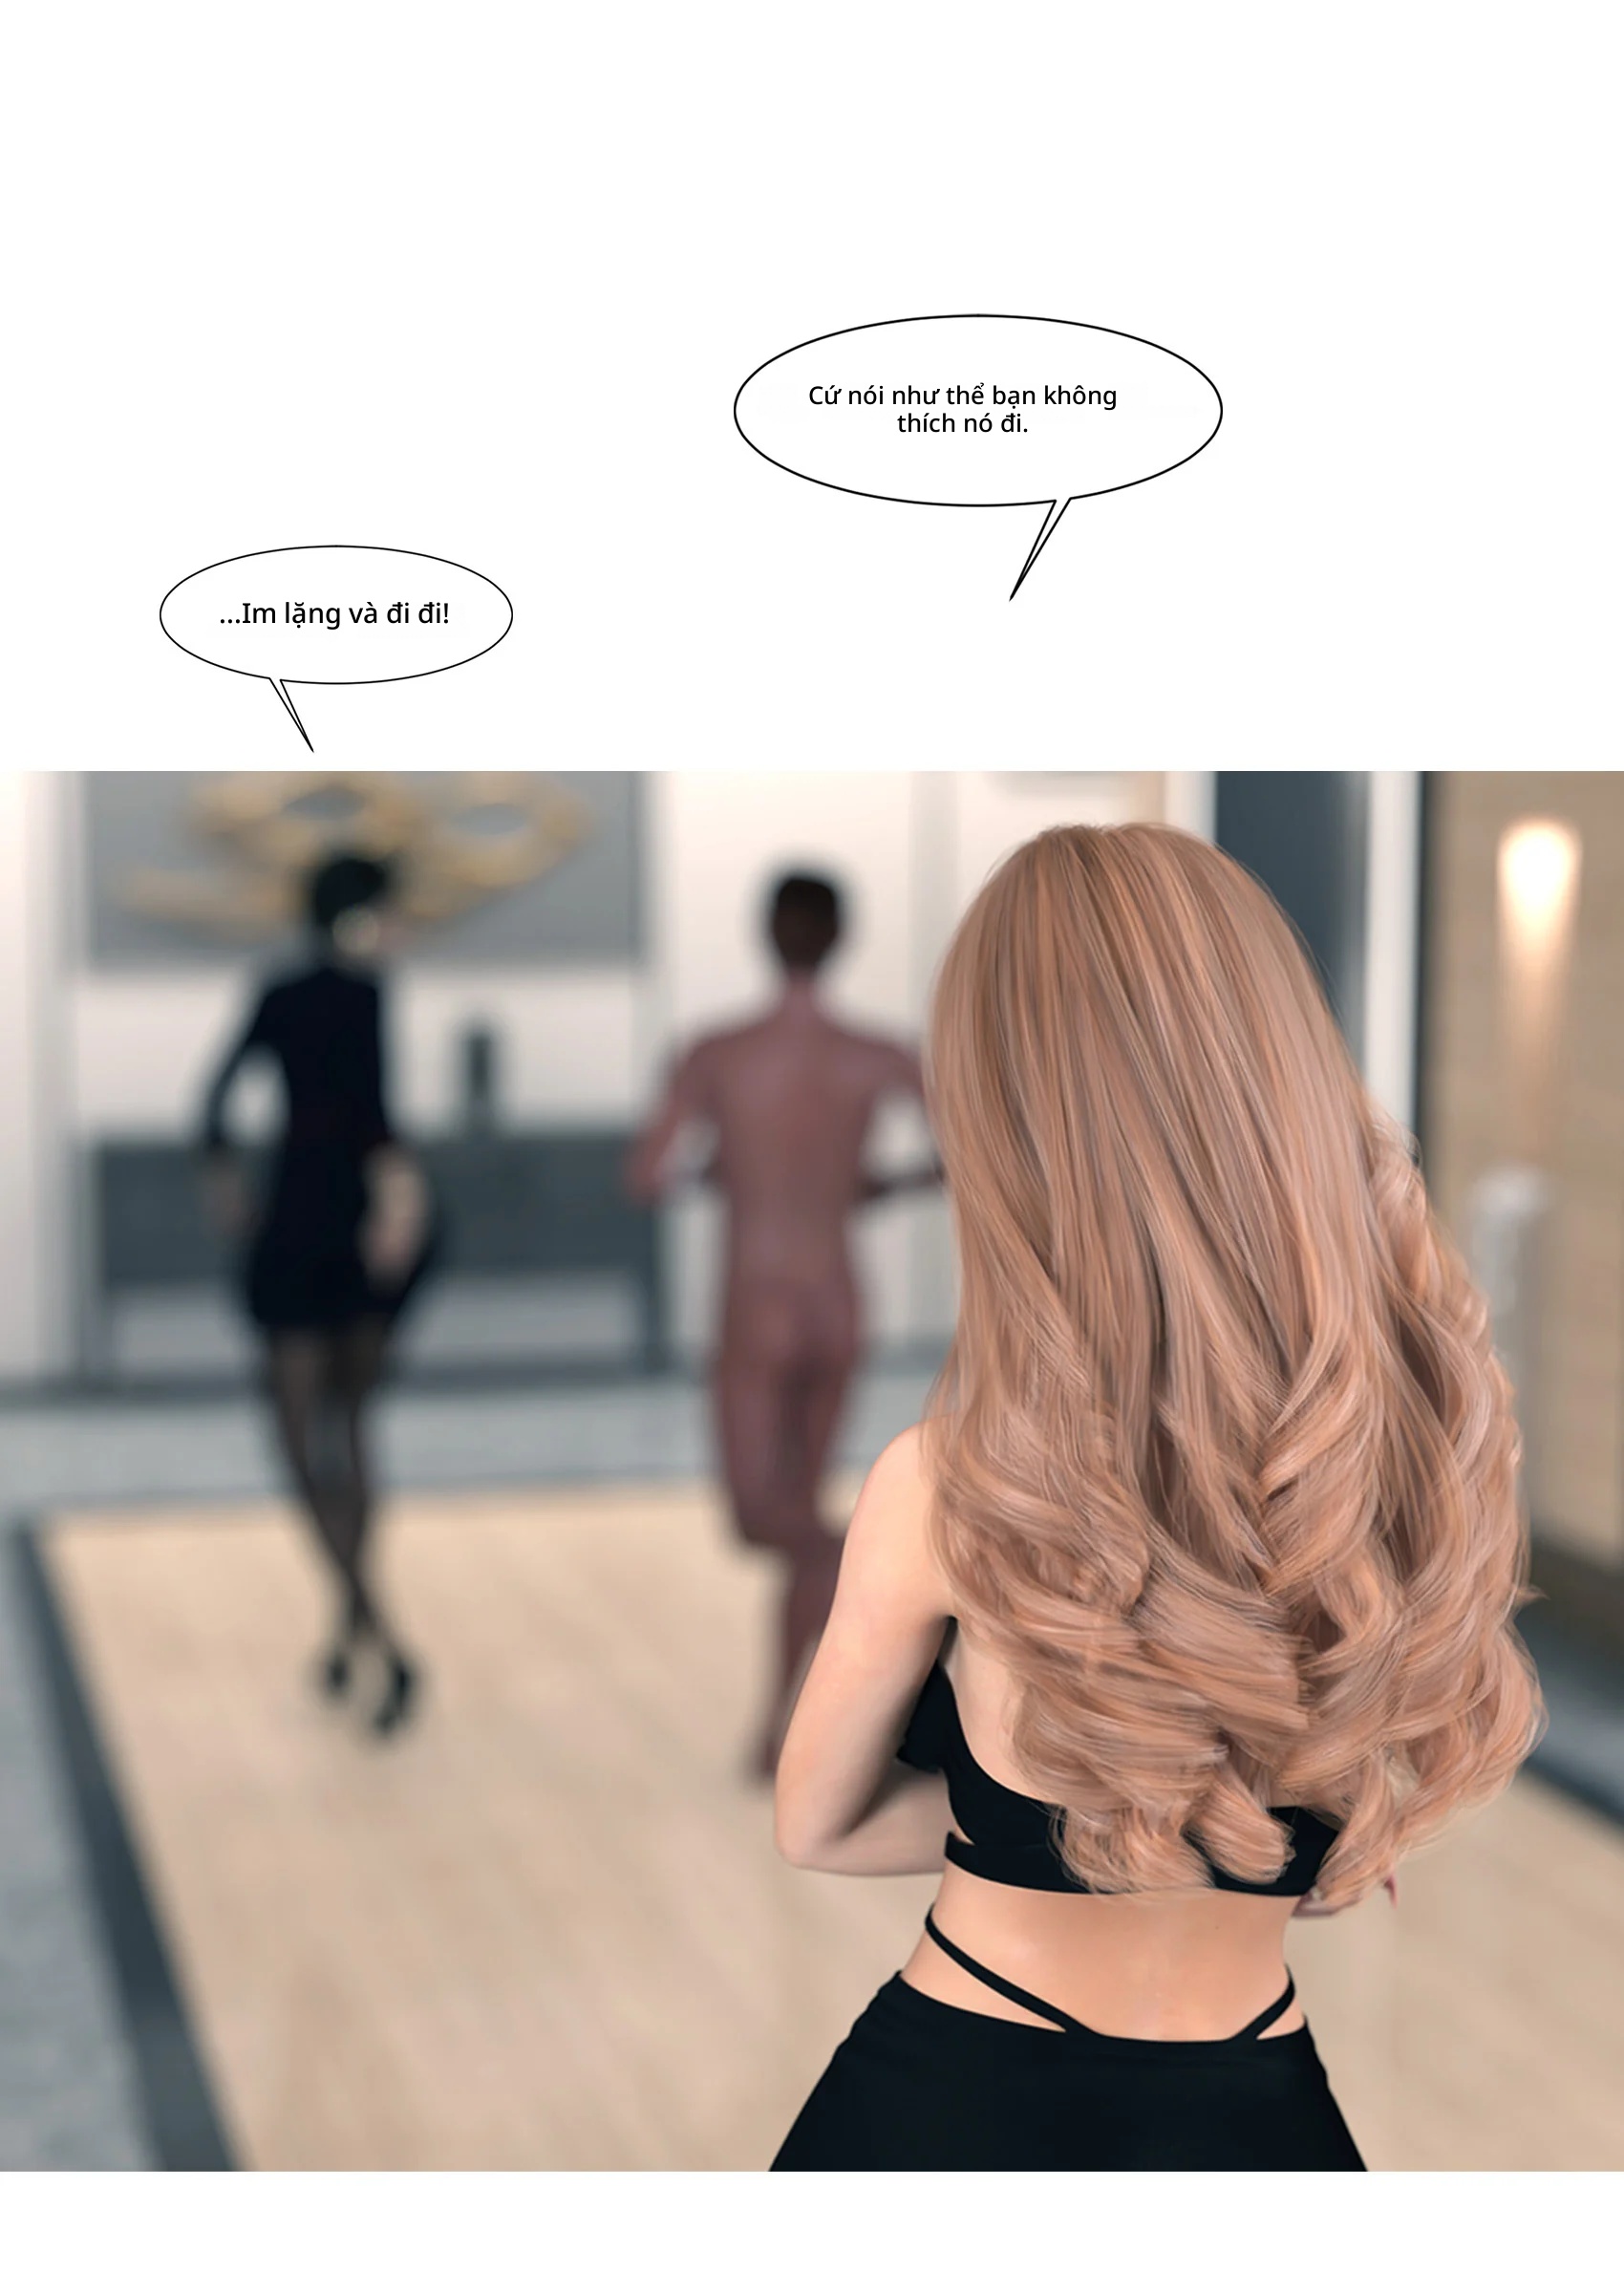 Cứ nói như thể bạn không
thích nó đi.
...Im lặng và đi đi!